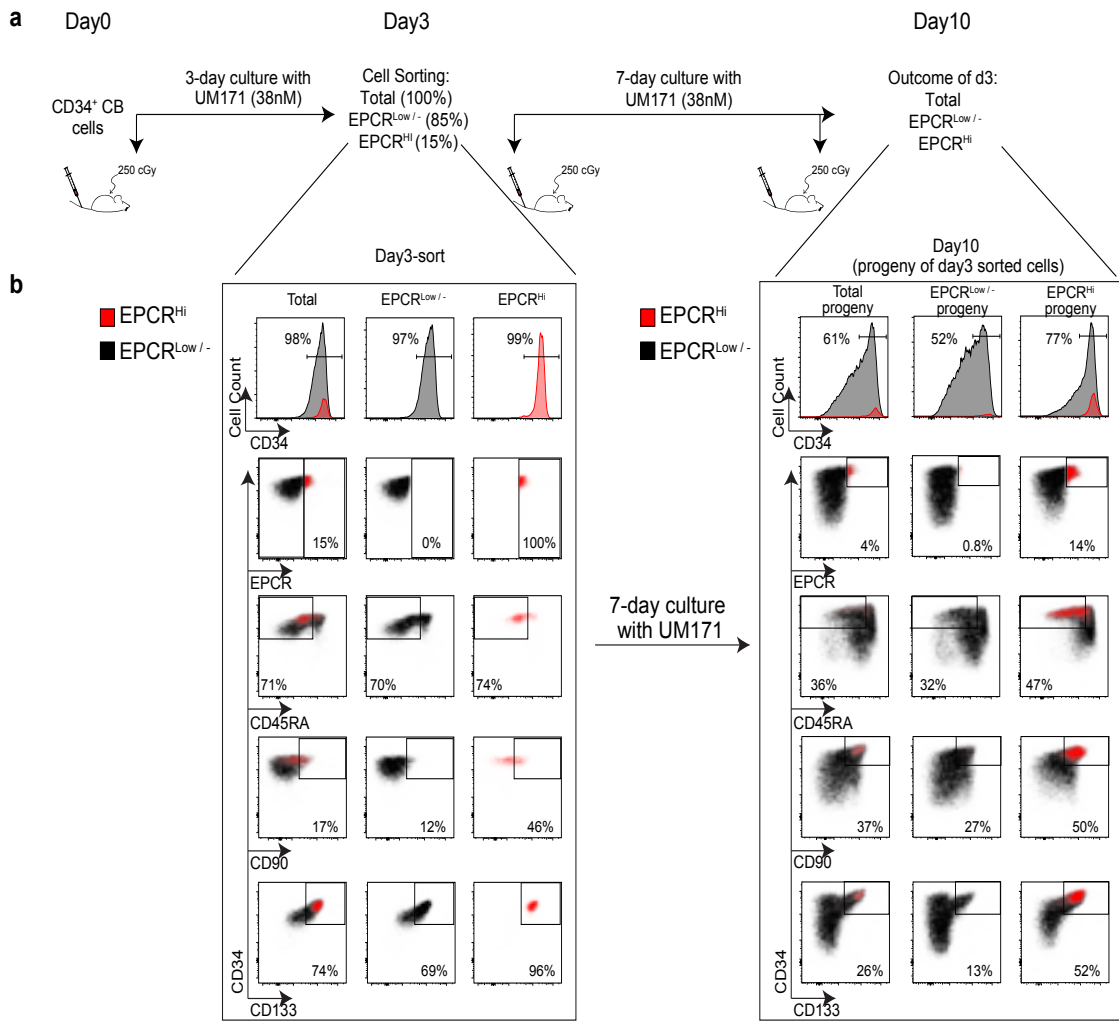 a
Day0
Day3
Day10
CD34⁺ CB
cells
3-day culture with
UM171 (38nM)
Cell Sorting:
Total (100%)
EPCRᴸᵒʷ ᐟ ⁻ (85%)
EPCRᴴᴵ (15%)
7-day culture with
UM171 (38nM)
Outcome of d3:
Total
EPCRᴸᵒʷ ᐟ ⁻
EPCRᴴⁱ
250 cGy
250 cGy
250 cGy
b
EPCRᴴⁱ
EPCRᴸᵒʷ ᐟ ⁻
Day3-sort
Total
EPCRᴸᵒʷ ᐟ ⁻
EPCRᴴⁱ
98%
97%
99%
Cell Count
CD34
15%
0%
100%
EPCR
71%
70%
74%
CD45RA
17%
12%
46%
CD90
74%
69%
96%
CD34
CD133
7-day culture
with UM171
EPCRᴴⁱ
EPCRᴸᵒʷ ᐟ ⁻
Day10
(progeny of day3 sorted cells)
Total
progeny
EPCRᴸᵒʷ ᐟ ⁻
progeny
EPCRᴴⁱ
progeny
61%
52%
77%
Cell Count
CD34
4%
0.8%
14%
EPCR
36%
32%
47%
CD45RA
37%
27%
50%
CD90
26%
13%
52%
CD34
CD133